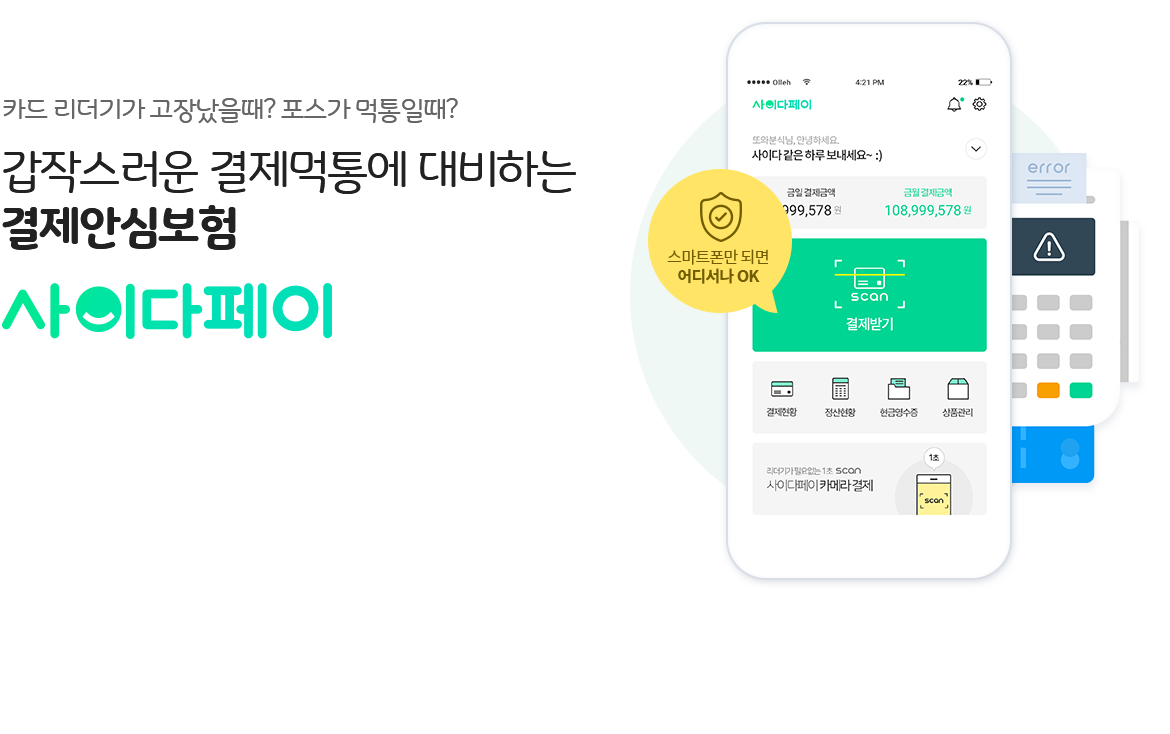 카드 리더기가 고장났을때? 포스가 먹통일때?
갑작스러운 결제먹통에 대비하는
결제안심보험
사이다페이
Olleh 4:21 PM 22%
사이다페이
또와분식님, 안녕하세요.
사이다 같은 하루 보내세요~ :)
금일 결제금액 금월 결제금액
999,578 원 108,999,578 원
스마트폰만 되면
어디서나 OK
scan
결제받기
결제현황 정산현황 현금영수증 상품관리
리더기가 필요없는 1초 scan
사이다페이 카메라 결제
1초
scan
error